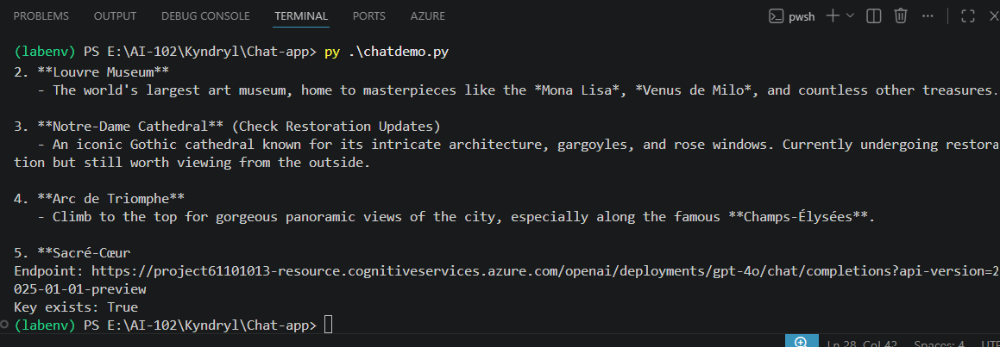 PROBLEMS OUTPUT DEBUG CONSOLE TERMINAL PORTS AZURE pwsh
(labenv) PS E:\AI-102\Kyndryl\Chat-app> py .\chatdemo.py
2. **Louvre Museum**
- The world's largest art museum, home to masterpieces like the *Mona Lisa*, *Venus de Milo*, and countless other treasures.
3. **Notre-Dame Cathedral** (Check Restoration Updates)
- An iconic Gothic cathedral known for its intricate architecture, gargoyles, and rose windows. Currently undergoing restora
tion but still worth viewing from the outside.
4. **Arc de Triomphe**
- Climb to the top for gorgeous panoramic views of the city, especially along the famous **Champs-Élysées**.
5. **Sacré-Cœur
Endpoint: https://project61101013-resource.cognitiveservices.azure.com/openai/deployments/gpt-4o/chat/completions?api-version=2
025-01-01-preview
Key exists: True
(labenv) PS E:\AI-102\Kyndryl\Chat-app>
Ln 28, Col 42 Spaces: 4 UTF